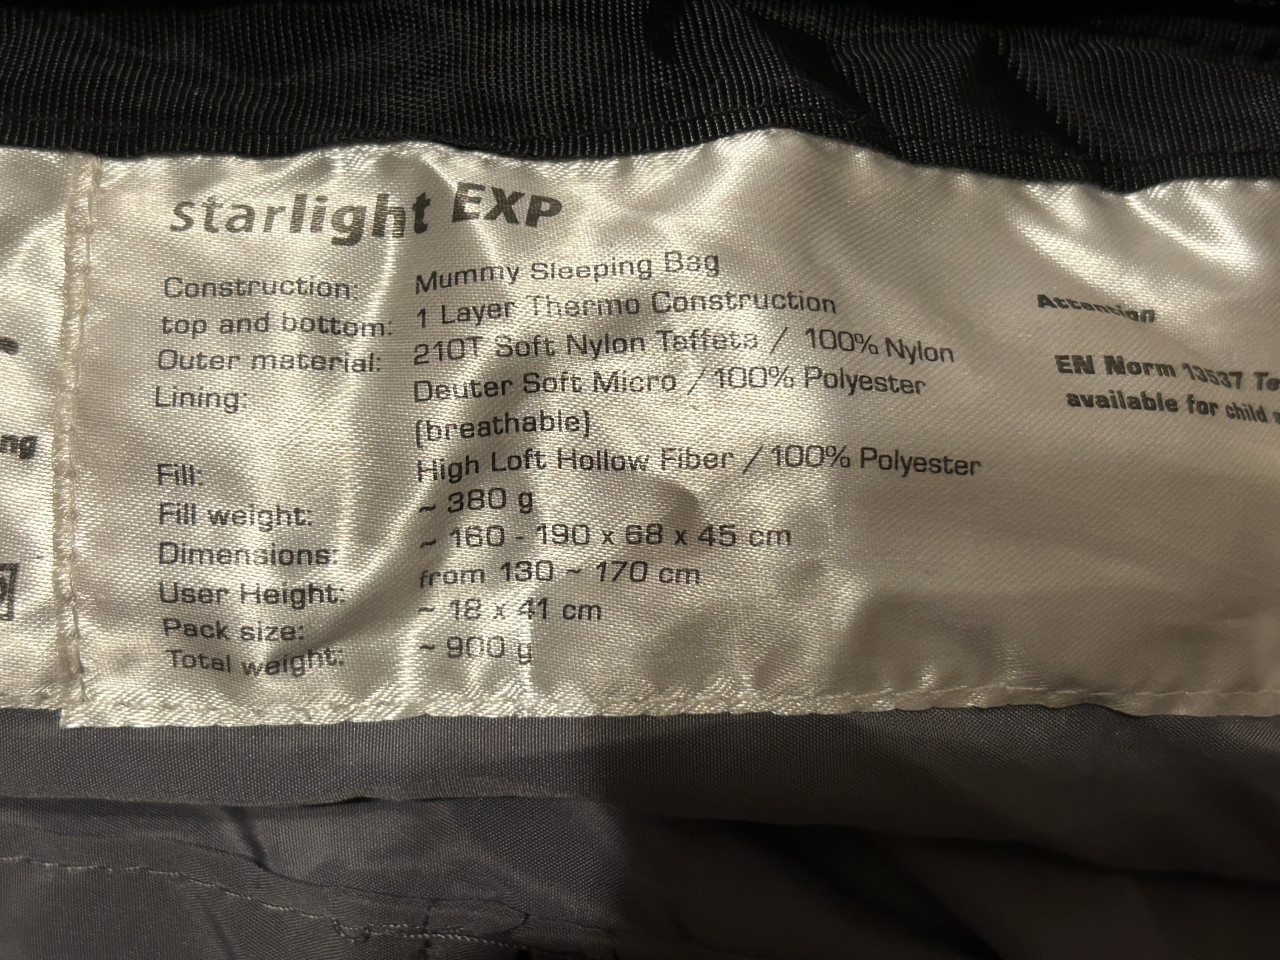 starlight EXP
Construction: Mummy Sleeping Bag
top and bottom: 1 Layer Thermo Construction
Outer material: 210T Soft Nylon Taffeta / 100% Nylon
Lining: Deuter Soft Micro / 100% Polyester
(breathable)
Fill: High Loft Hollow Fiber / 100% Polyester
Fill weight: ~ 380 g
Dimensions: ~ 160 - 190 x 68 x 45 cm
User Height: from 130 ~ 170 cm
Pack size: ~ 18 x 41 cm
Total weight: ~ 900 g
Attention
EN Norm 13537 Te
available for child s
ng